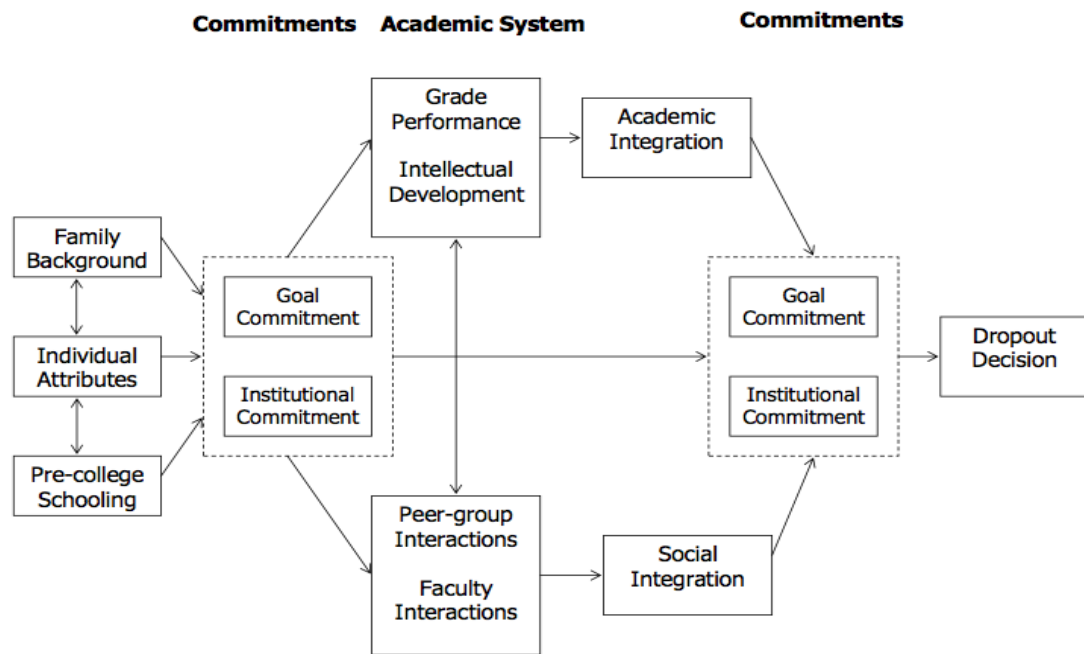 Commitments
Academic System
Commitments
Grade
Performance
Intellectual
Development
Academic
Integration
Family
Background
Individual
Attributes
Pre-college
Schooling
Goal
Commitment
Institutional
Commitment
Peer-group
Interactions
Faculty
Interactions
Social
Integration
Goal
Commitment
Institutional
Commitment
Dropout
Decision